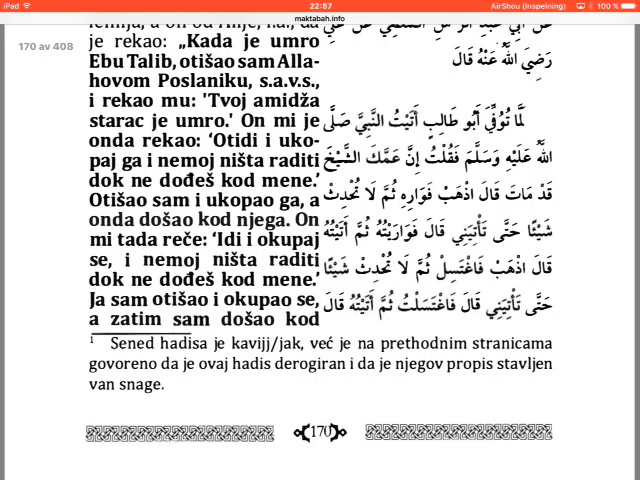 iPad
22:57
AirShou (Inspelning)
100 %
maktabah.info
170 av 408
je rekao: „Kada je umro
Ebu Talib, otišao sam Alla-
hovom Poslaniku, s.a.v.s.,
i rekao mu: 'Tvoj amidža
starac je umro.' On mi je
onda rekao: ‘Otidi i uko-
paj ga i nemoj ništa raditi
dok ne dođeš kod mene.’
Otišao sam i ukopao ga, a
onda došao kod njega. On
mi tada reče: ‘Idi i okupaj
se, i nemoj ništa raditi
dok ne dođeš kod mene.’
Ja sam otišao i okupao se,
a zatim sam došao kod
رَضِيَ اللَّهُ عَنْهُ قَالَ
لَمَّا تُوُفِّيَ أَبُو طَالِبٍ أَتَيْتُ النَّبِيَّ صَلَّى
اللَّهُ عَلَيْهِ وَسَلَّمَ فَقُلْتُ إِنَّ عَمَّكَ الشَّيْخَ
قَدْ مَاتَ قَالَ اذْهَبْ فَوَارِهِ ثُمَّ لَا تُحْدِثْ
شَيْئًا حَتَّى تَأْتِيَنِي قَالَ فَوَارَيْتُهُ ثُمَّ أَتَيْتُهُ
قَالَ اذْهَبْ فَاغْتَسِلْ ثُمَّ لَا تُحْدِثْ شَيْئًا
حَتَّى تَأْتِيَنِي قَالَ فَاغْتَسَلْتُ ثُمَّ أَتَيْتُهُ قَالَ
1 Sened hadisa je kavijj/jak, već je na prethodnim stranicama
govoreno da je ovaj hadis derogiran i da je njegov propis stavljen
van snage.
170